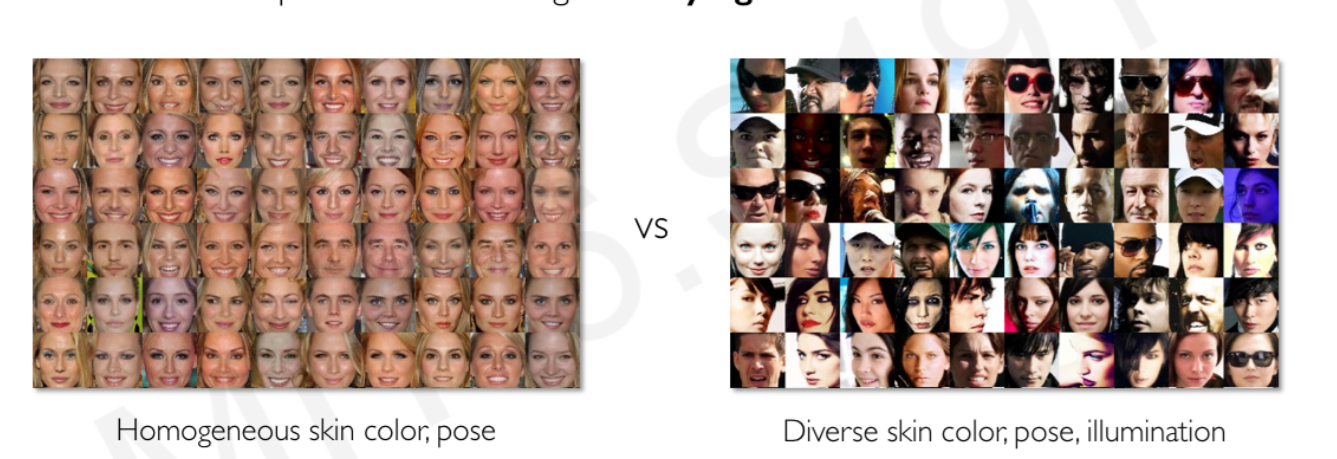 vs
Homogeneous skin color, pose
Diverse skin color, pose, illumination